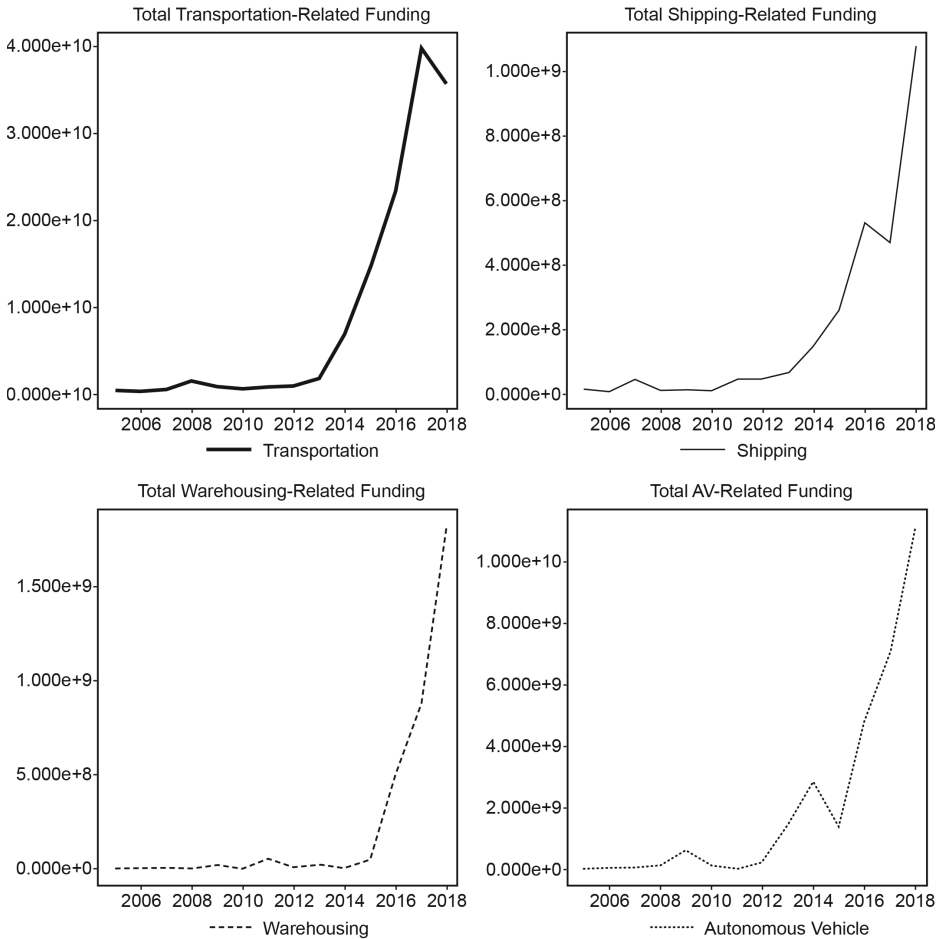 Total Transportation-Related Funding
4.000e+10
3.000e+10
2.000e+10
1.000e+10
0.000e+10
2006 2008 2010 2012 2014 2016 2018
Transportation
Total Shipping-Related Funding
1.000e+9
8.000e+8
6.000e+8
4.000e+8
2.000e+8
0.000e+0
2006 2008 2010 2012 2014 2016 2018
Shipping
Total Warehousing-Related Funding
1.500e+9
1.000e+9
5.000e+8
0.000e+0
2006 2008 2010 2012 2014 2016 2018
Warehousing
Total AV-Related Funding
1.000e+10
8.000e+9
6.000e+9
4.000e+9
2.000e+9
0.000e+0
2006 2008 2010 2012 2014 2016 2018
Autonomous Vehicle